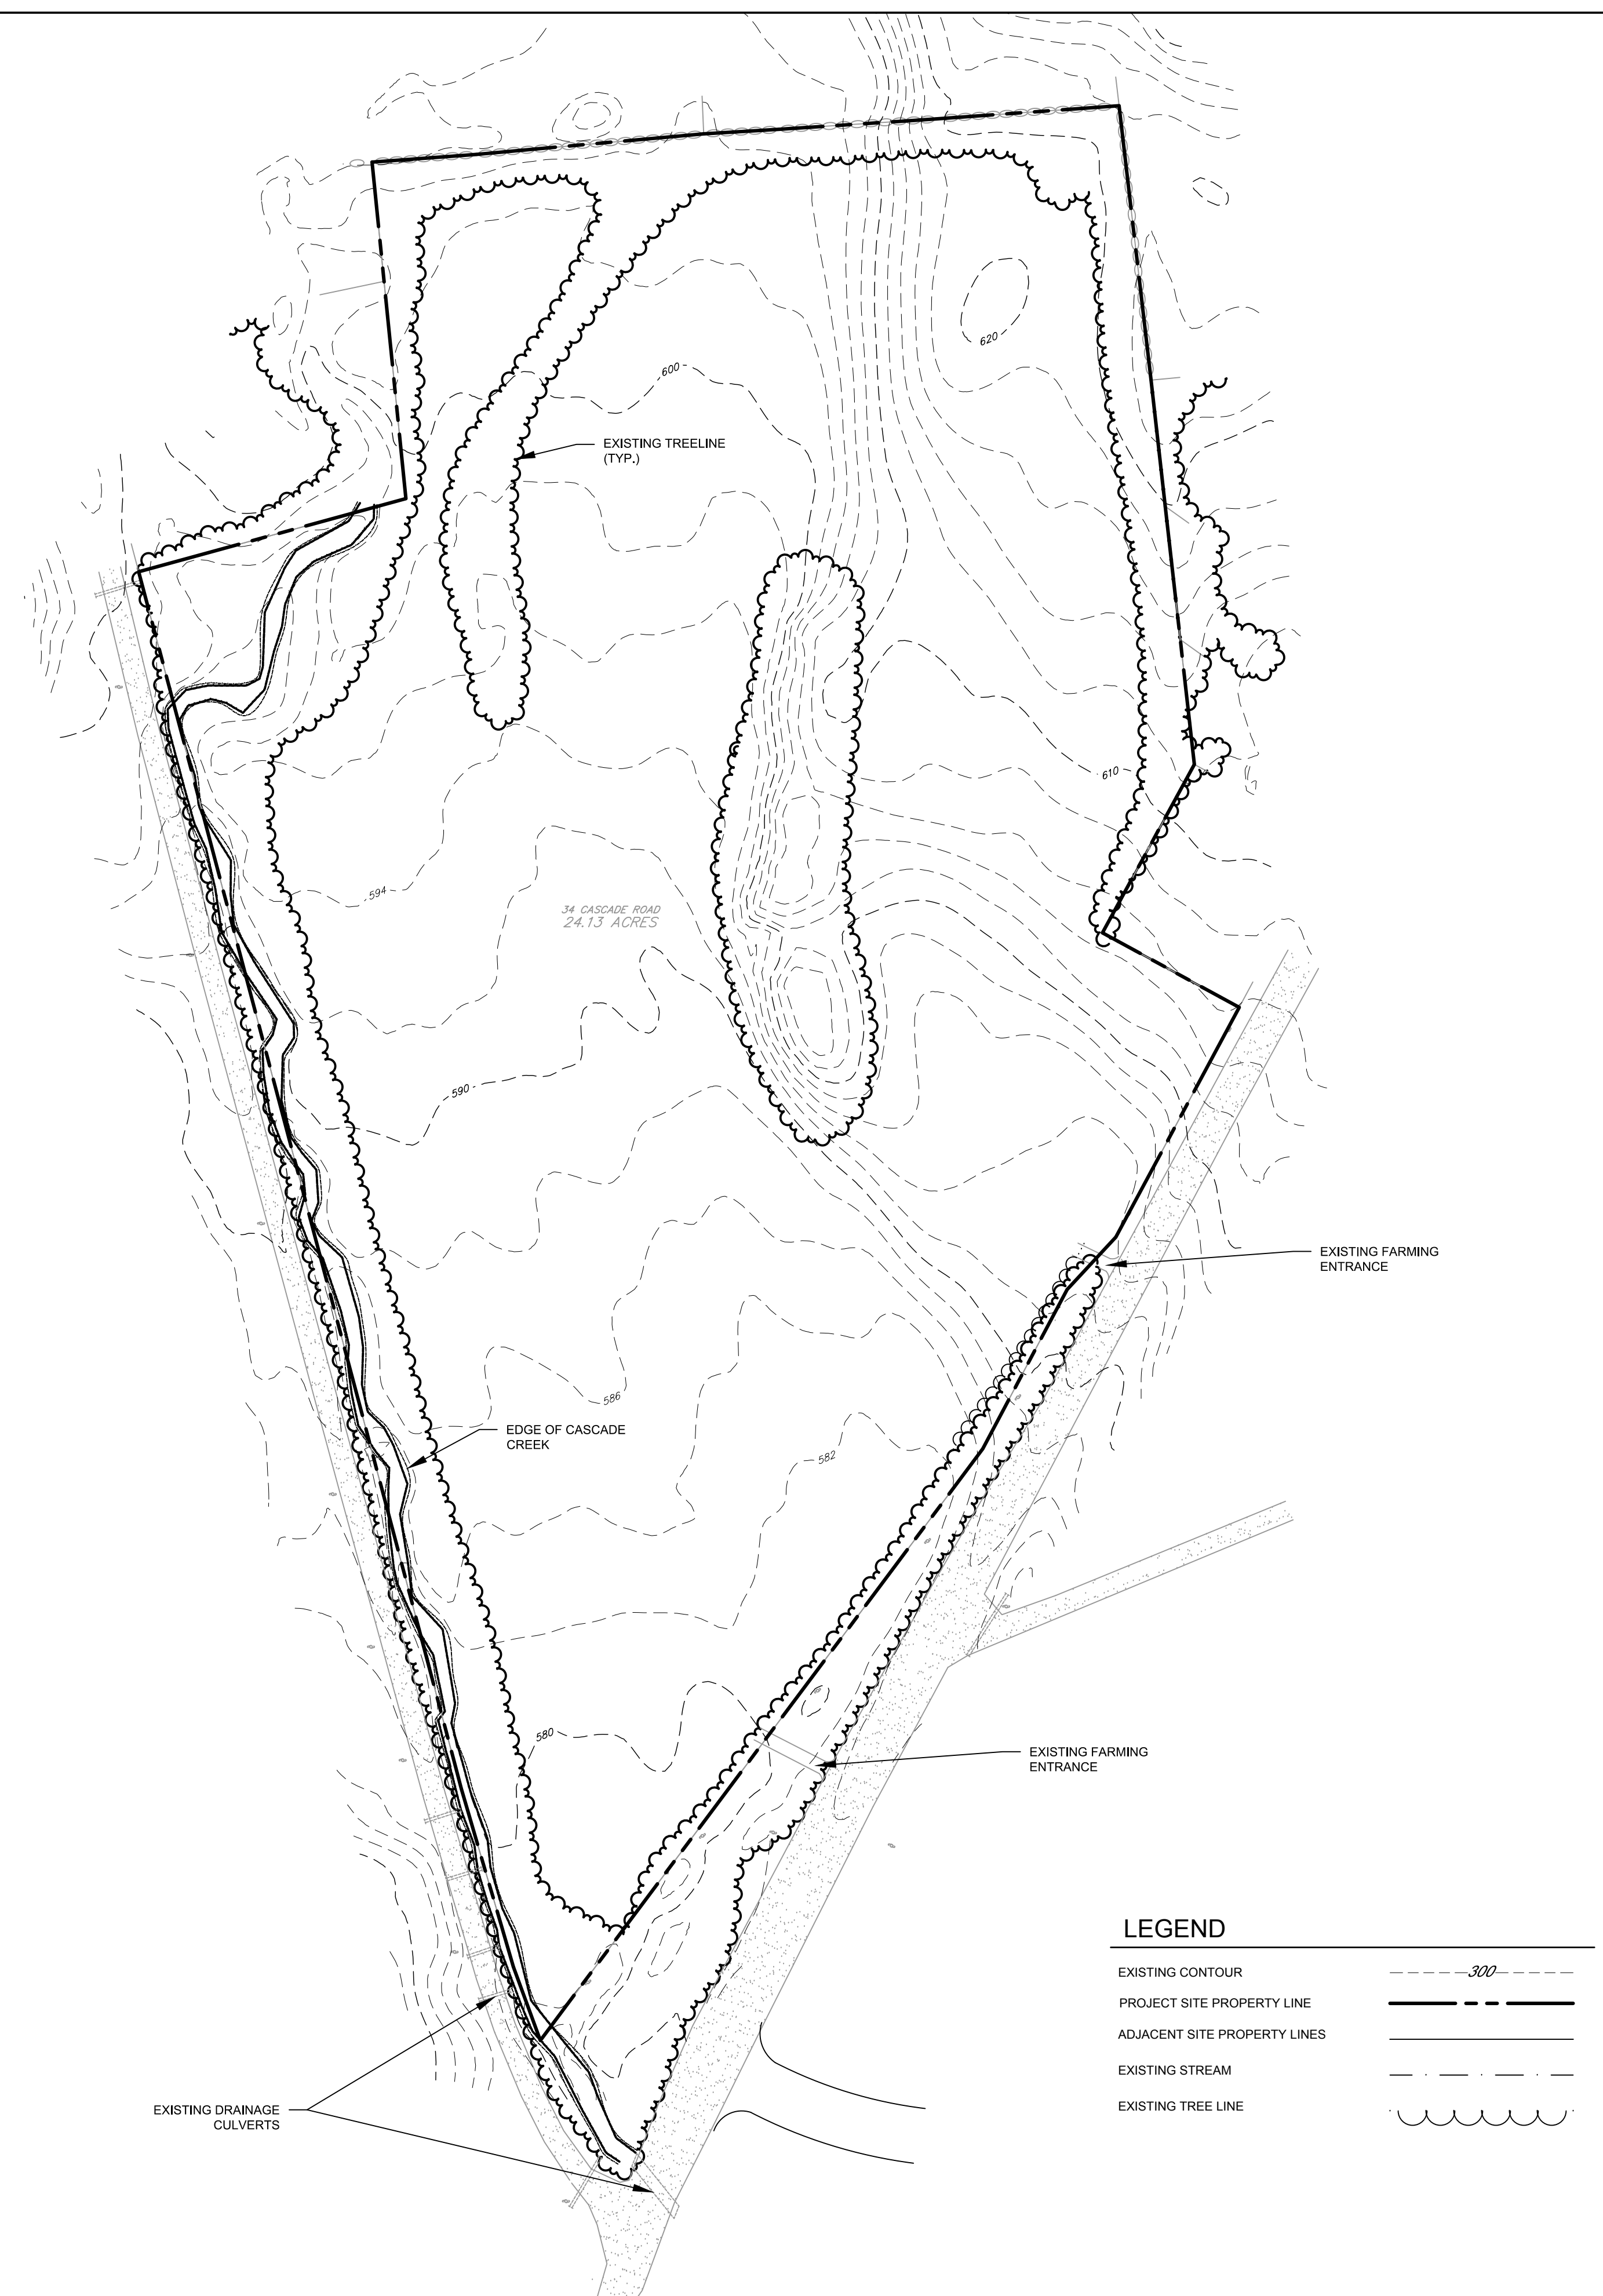 620
600
EXISTING TREELINE
(TYP.)
610
594
34 CASCADE ROAD
24.13 ACRES
590
EXISTING FARMING
ENTRANCE
586
EDGE OF CASCADE
CREEK
582
580
EXISTING FARMING
ENTRANCE
LEGEND
EXISTING CONTOUR
300
PROJECT SITE PROPERTY LINE
ADJACENT SITE PROPERTY LINES
EXISTING STREAM
EXISTING TREE LINE
EXISTING DRAINAGE
CULVERTS